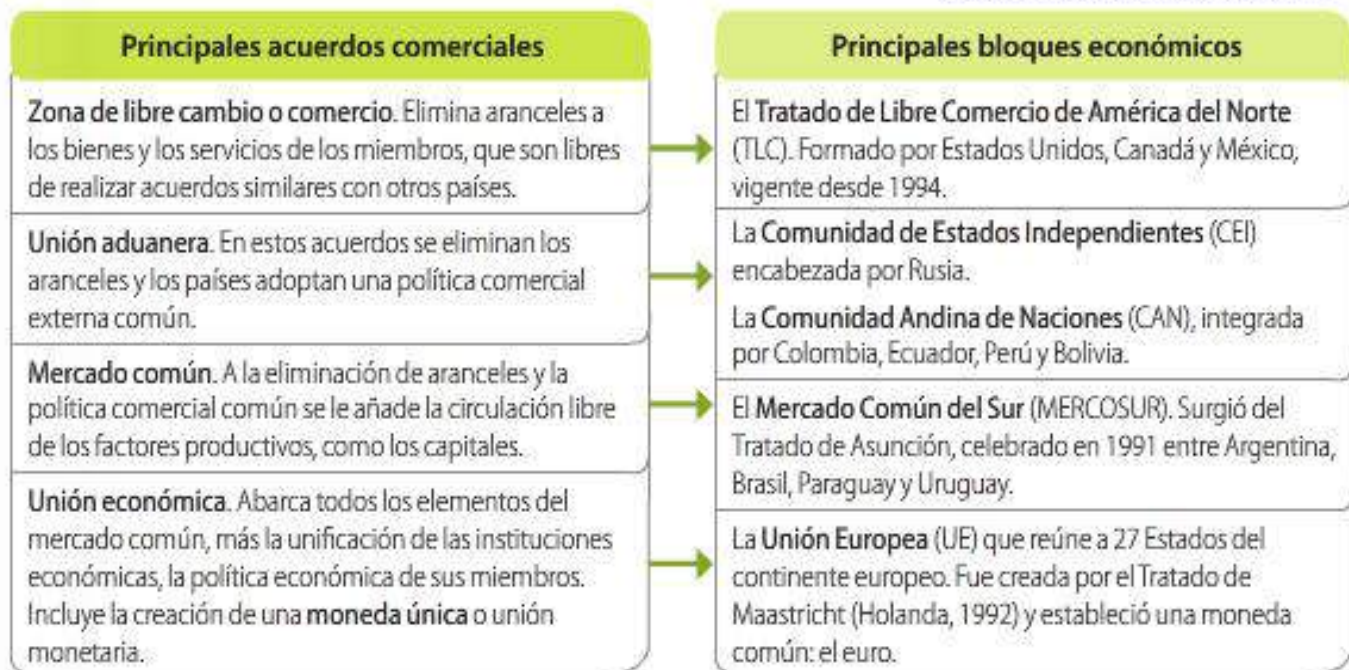 Principales acuerdos comerciales
Zona de libre cambio o comercio. Elimina aranceles a
los bienes y los servicios de los miembros, que son libres
de realizar acuerdos similares con otros países.
Unión aduanera. En estos acuerdos se eliminan los
aranceles y los países adoptan una política comercial
externa común.
Mercado común. A la eliminación de aranceles y la
política comercial común se le añade la circulación libre
de los factores productivos, como los capitales.
Unión económica. Abarca todos los elementos del
mercado común, más la unificación de las instituciones
económicas, la política económica de sus miembros.
Incluye la creación de una moneda única o unión
monetaria.
Principales bloques económicos
El Tratado de Libre Comercio de América del Norte
(TLC). Formado por Estados Unidos, Canadá y México,
vigente desde 1994.
La Comunidad de Estados Independientes (CEI)
encabezada por Rusia.
La Comunidad Andina de Naciones (CAN), integrada
por Colombia, Ecuador, Perú y Bolivia.
El Mercado Común del Sur (MERCOSUR). Surgió del
Tratado de Asunción, celebrado en 1991 entre Argentina,
Brasil, Paraguay y Uruguay.
La Unión Europea (UE) que reúne a 27 Estados del
continente europeo. Fue creada por el Tratado de
Maastricht (Holanda, 1992) y estableció una moneda
común: el euro.